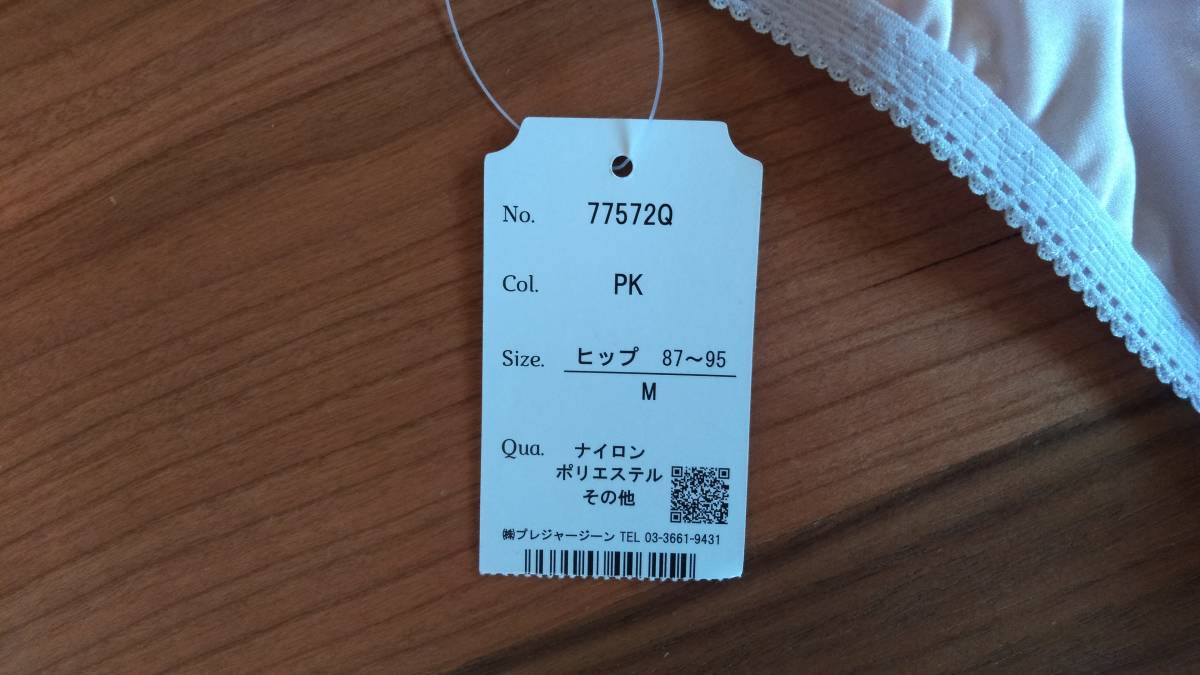 No. 77572Q
Col. PK
Size. ヒップ 87～95
M
Qua. ナイロン
ポリエステル
その他
㈱プレジャージーン TEL 03-3661-9431